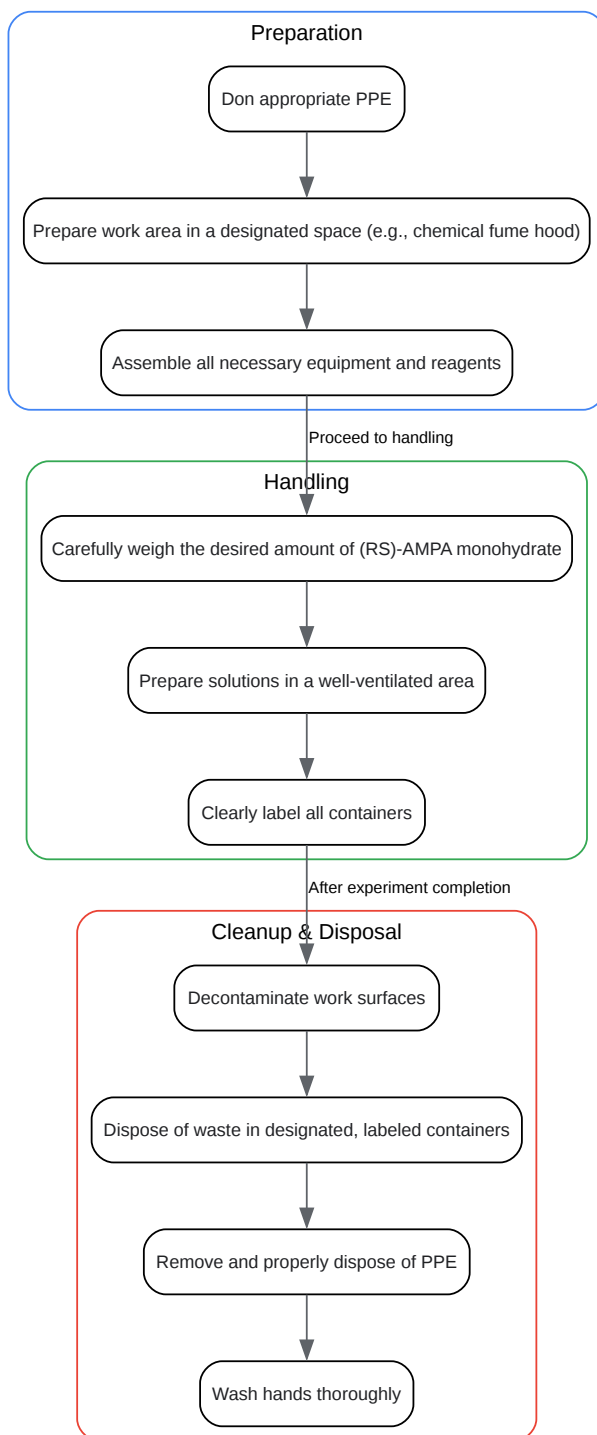 Preparation
Don appropriate PPE
Prepare work area in a designated space (e.g., chemical fume hood)
Assemble all necessary equipment and reagents
Proceed to handling
Handling
Carefully weigh the desired amount of (RS)-AMPA monohydrate
Prepare solutions in a well-ventilated area
Clearly label all containers
After experiment completion
Cleanup & Disposal
Decontaminate work surfaces
Dispose of waste in designated, labeled containers
Remove and properly dispose of PPE
Wash hands thoroughly